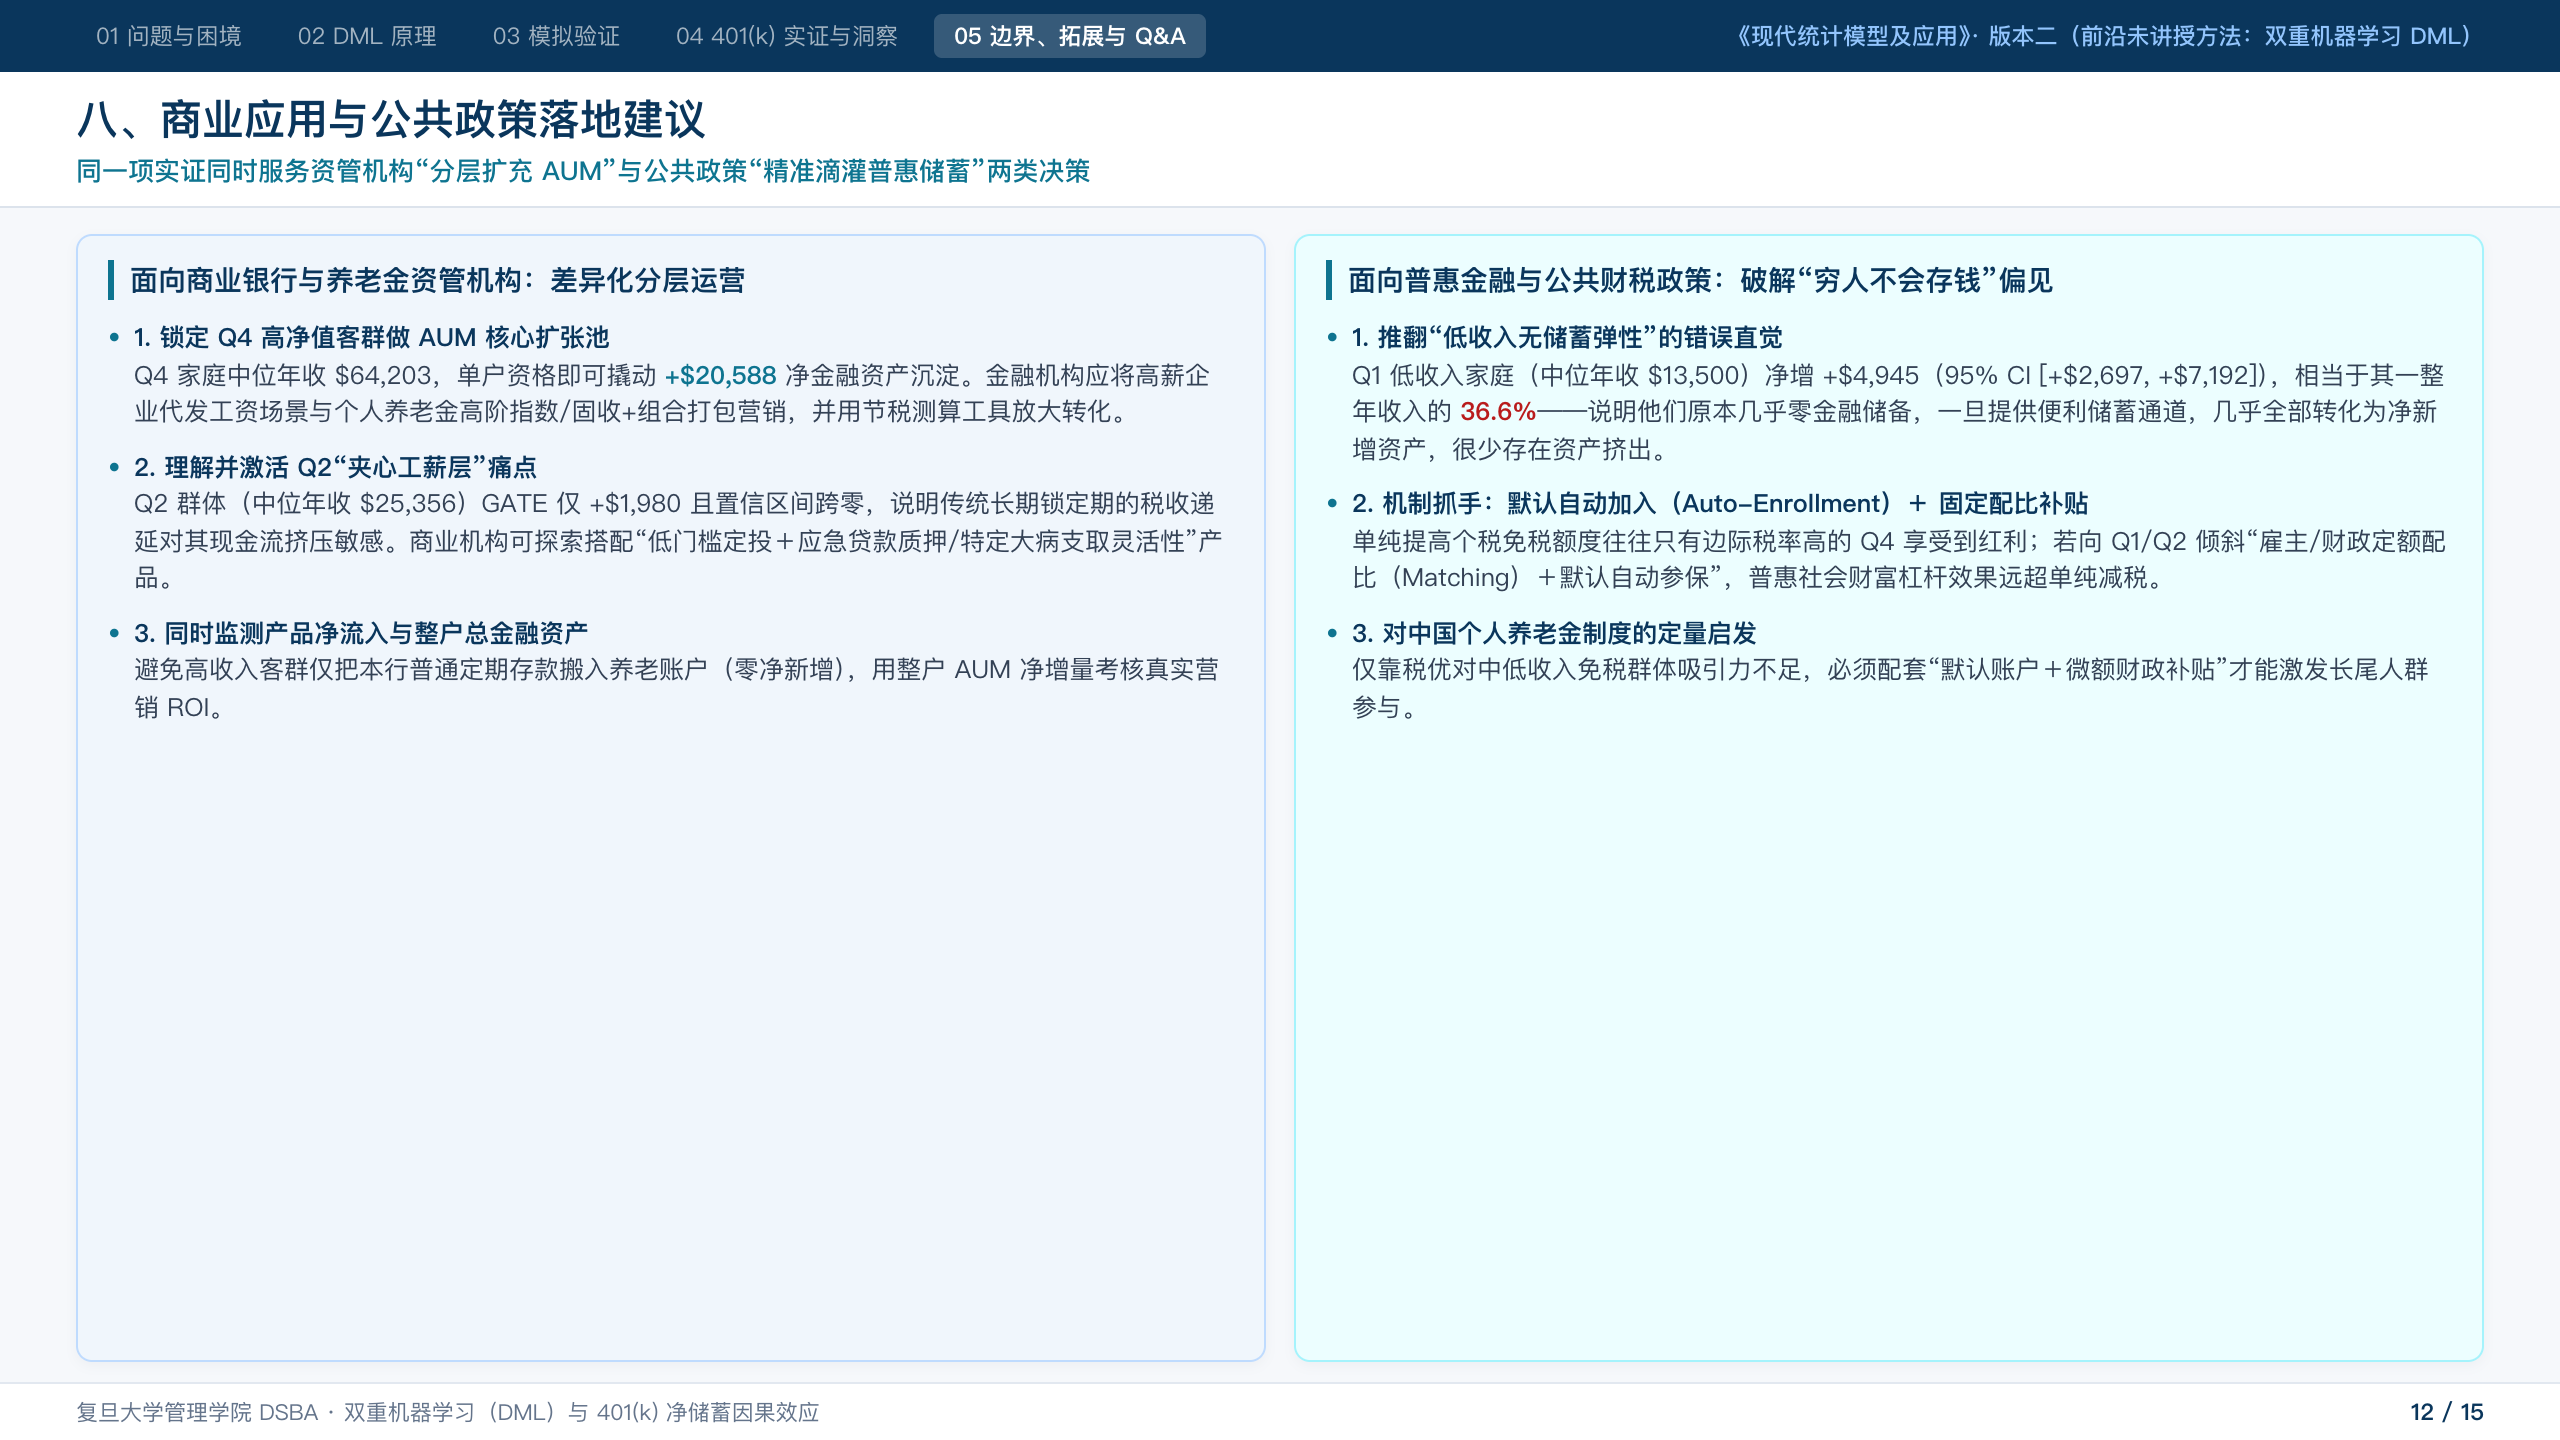 01 问题与困境
02 DML 原理
03 模拟验证
04 401(k) 实证与洞察
05 边界、拓展与 Q&A
《现代统计模型及应用》· 版本二（前沿未讲授方法：双重机器学习 DML）
八、商业应用与公共政策落地建议
同一项实证同时服务资管机构“分层扩充 AUM”与公共政策“精准滴灌普惠储蓄”两类决策
面向商业银行与养老金资管机构：差异化分层运营
• 1. 锁定 Q4 高净值客群做 AUM 核心扩张池
Q4 家庭中位年收 $64,203，单户资格即可撬动 +$20,588 净金融资产沉淀。金融机构应将高薪企
业代发工资场景与个人养老金高阶指数/固收+组合打包营销，并用节税测算工具放大转化。
• 2. 理解并激活 Q2“夹心工薪层”痛点
Q2 群体（中位年收 $25,356）GATE 仅 +$1,980 且置信区间跨零，说明传统长期锁定期的税收递
延对其现金流挤压敏感。商业机构可探索搭配“低门槛定投＋应急贷款质押/特定大病支取灵活性”产
品。
• 3. 同时监测产品净流入与整户总金融资产
避免高收入客群仅把本行普通定期存款搬入养老账户（零净新增），用整户 AUM 净增量考核真实营
销 ROI。
面向普惠金融与公共财税政策：破解“穷人不会存钱”偏见
• 1. 推翻“低收入无储蓄弹性”的错误直觉
Q1 低收入家庭（中位年收 $13,500）净增 +$4,945（95% CI [+$2,697, +$7,192]），相当于其一整
年收入的 36.6%——说明他们原本几乎零金融储备，一旦提供便利储蓄通道，几乎全部转化为净新
增资产，很少存在资产挤出。
• 2. 机制抓手：默认自动加入（Auto-Enrollment）＋ 固定配比补贴
单纯提高个税免税额度往往只有边际税率高的 Q4 享受到红利；若向 Q1/Q2 倾斜“雇主/财政定额配
比（Matching）＋默认自动参保”，普惠社会财富杠杆效果远超单纯减税。
• 3. 对中国个人养老金制度的定量启发
仅靠税优对中低收入免税群体吸引力不足，必须配套“默认账户＋微额财政补贴”才能激发长尾人群
参与。
复旦大学管理学院 DSBA · 双重机器学习（DML）与 401(k) 净储蓄因果效应
12 / 15